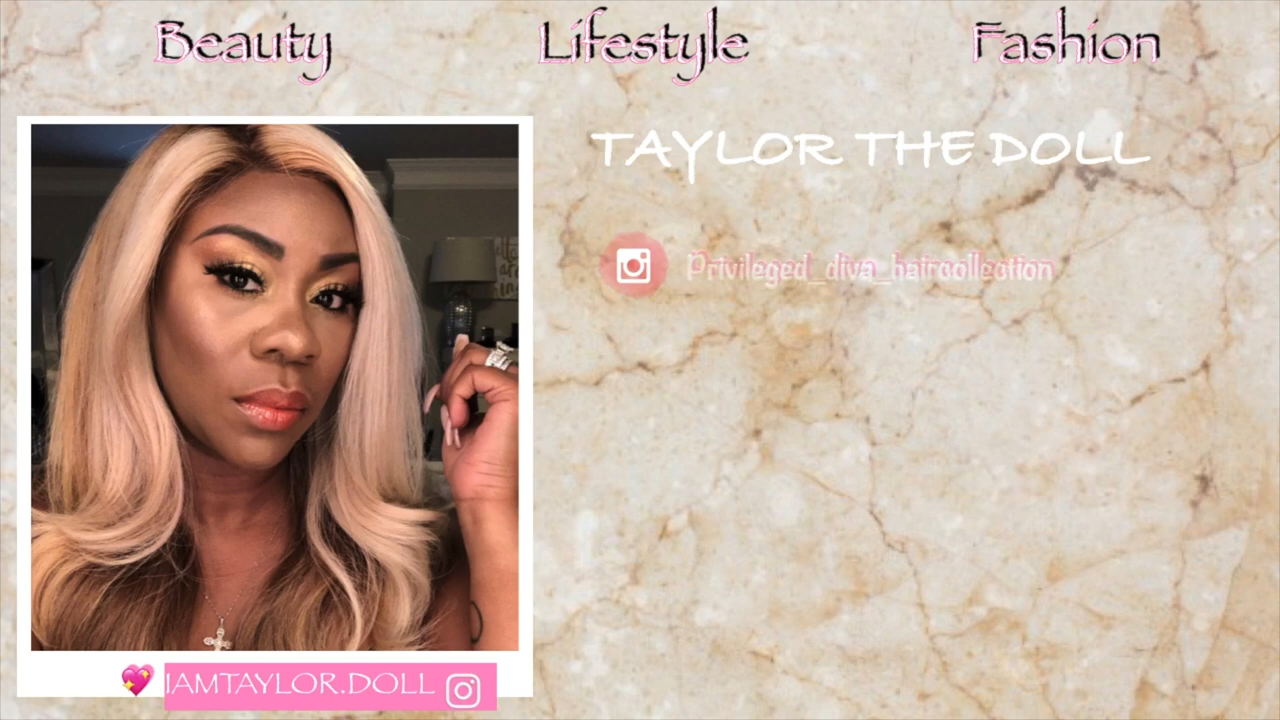 Beauty Lifestyle Fashion
TAYLOR THE DOLL
Privileged_diva_haircollection
IAMTAYLOR.DOLL